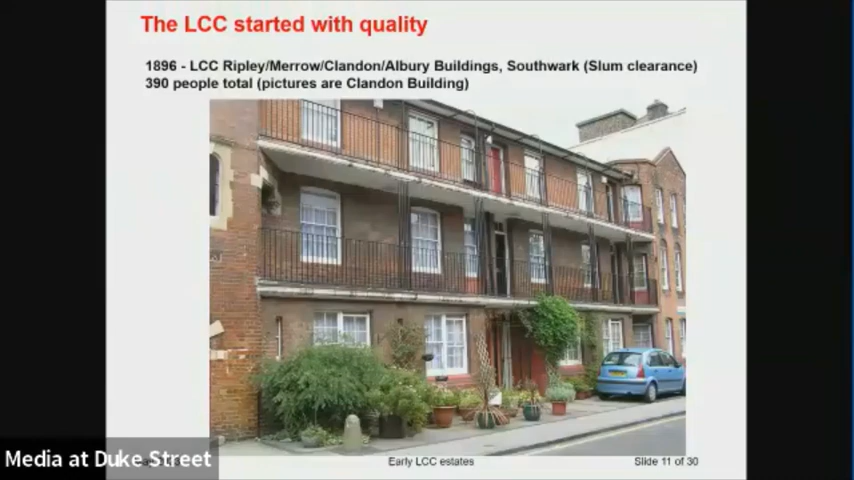 The LCC started with quality
1896 - LCC Ripley/Merrow/Clandon/Albury Buildings, Southwark (Slum clearance)
390 people total (pictures are Clandon Building)
Media at Duke Street
Early LCC estates
Slide 11 of 30